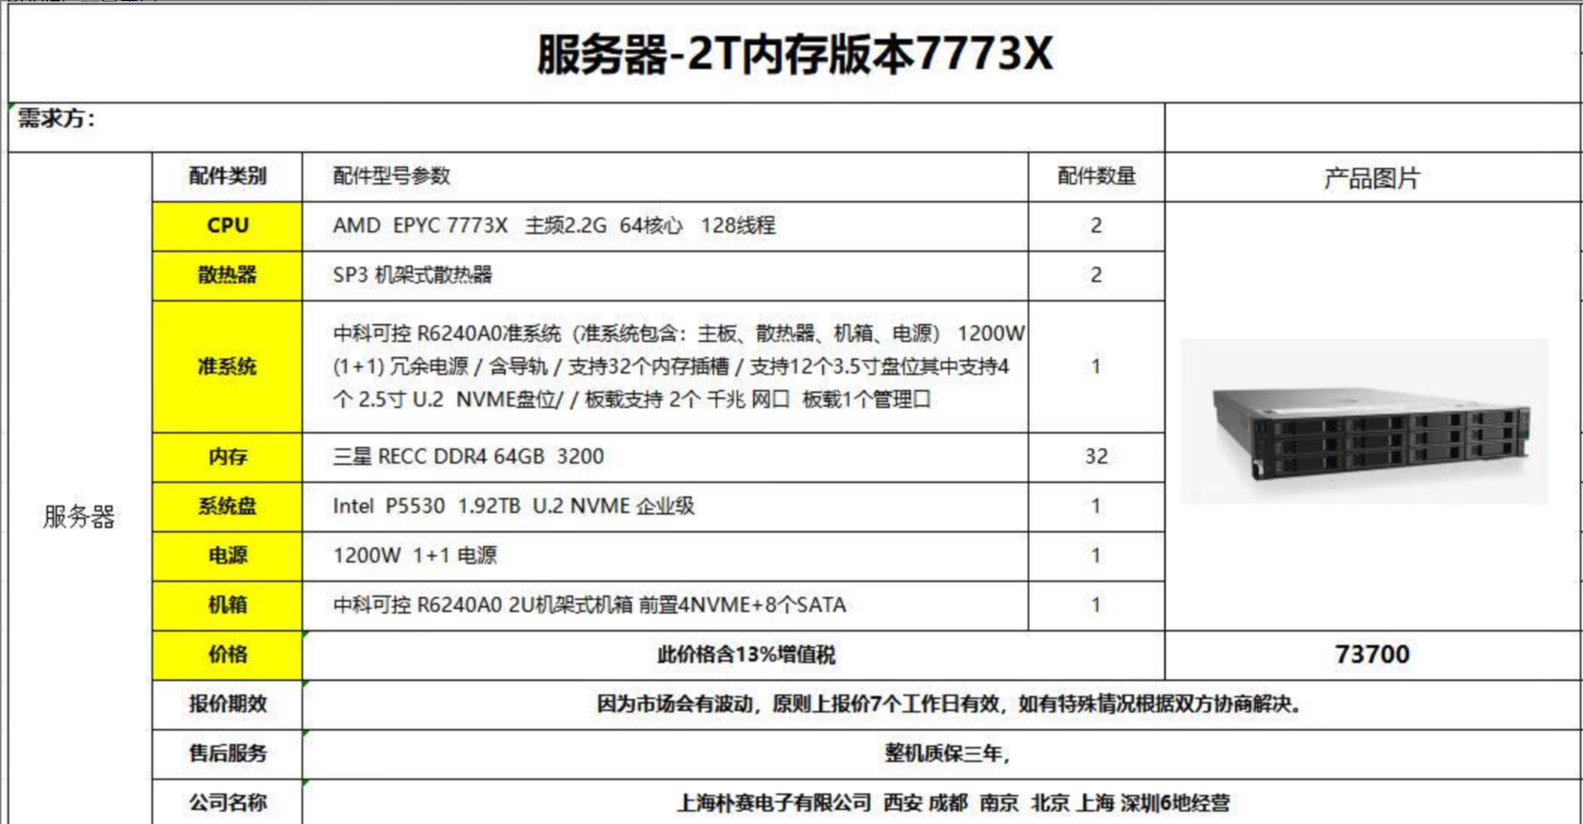 服务器-2T内存版本7773X
需求方：
服务器
配件类别 配件型号参数 配件数量 产品图片
CPU AMD EPYC 7773X 主频2.2G 64核心 128线程 2
散热器 SP3 机架式散热器 2
准系统 中科可控 R6240A0准系统（准系统包含：主板、散热器、机箱、电源） 1200W
(1+1) 冗余电源 / 含导轨 / 支持32个内存插槽 / 支持12个3.5寸盘位其中支持4
个 2.5寸 U.2 NVME盘位/ / 板载支持 2个 千兆 网口 板载1个管理口
1
内存 三星 RECC DDR4 64GB 3200 32
系统盘 Intel P5530 1.92TB U.2 NVME 企业级 1
电源 1200W 1+1 电源 1
机箱 中科可控 R6240A0 2U机架式机箱 前置4NVME+8个SATA 1
价格 此价格含13%增值税 73700
报价期效 因为市场会有波动，原则上报价7个工作日有效，如有特殊情况根据双方协商解决。
售后服务 整机质保三年，
公司名称 上海朴赛电子有限公司 西安 成都 南京 北京 上海 深圳6地经营